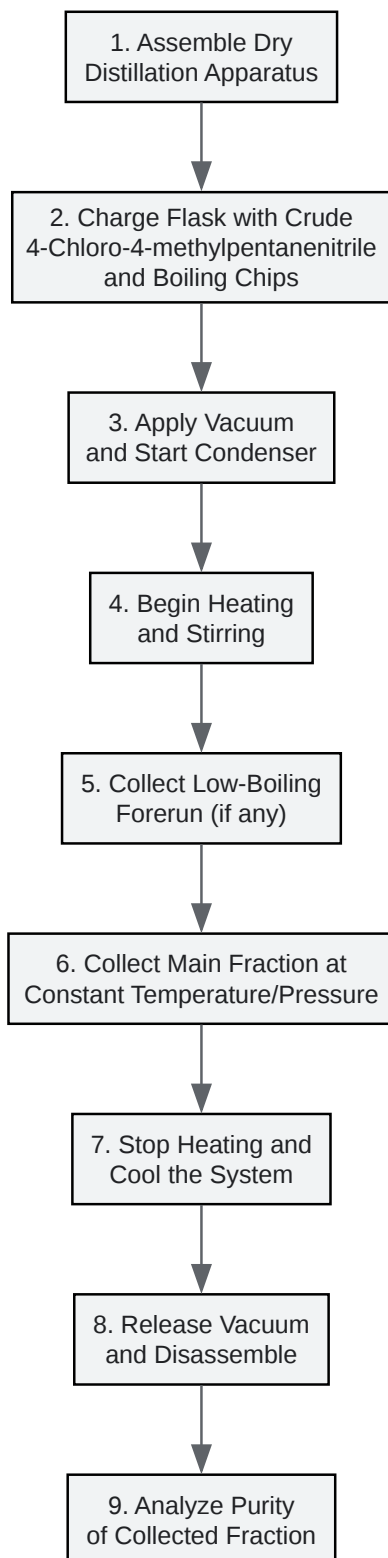 1. Assemble Dry
Distillation Apparatus
2. Charge Flask with Crude
4-Chloro-4-methylpentanenitrile
and Boiling Chips
3. Apply Vacuum
and Start Condenser
4. Begin Heating
and Stirring
5. Collect Low-Boiling
Forerun (if any)
6. Collect Main Fraction at
Constant Temperature/Pressure
7. Stop Heating and
Cool the System
8. Release Vacuum
and Disassemble
9. Analyze Purity
of Collected Fraction